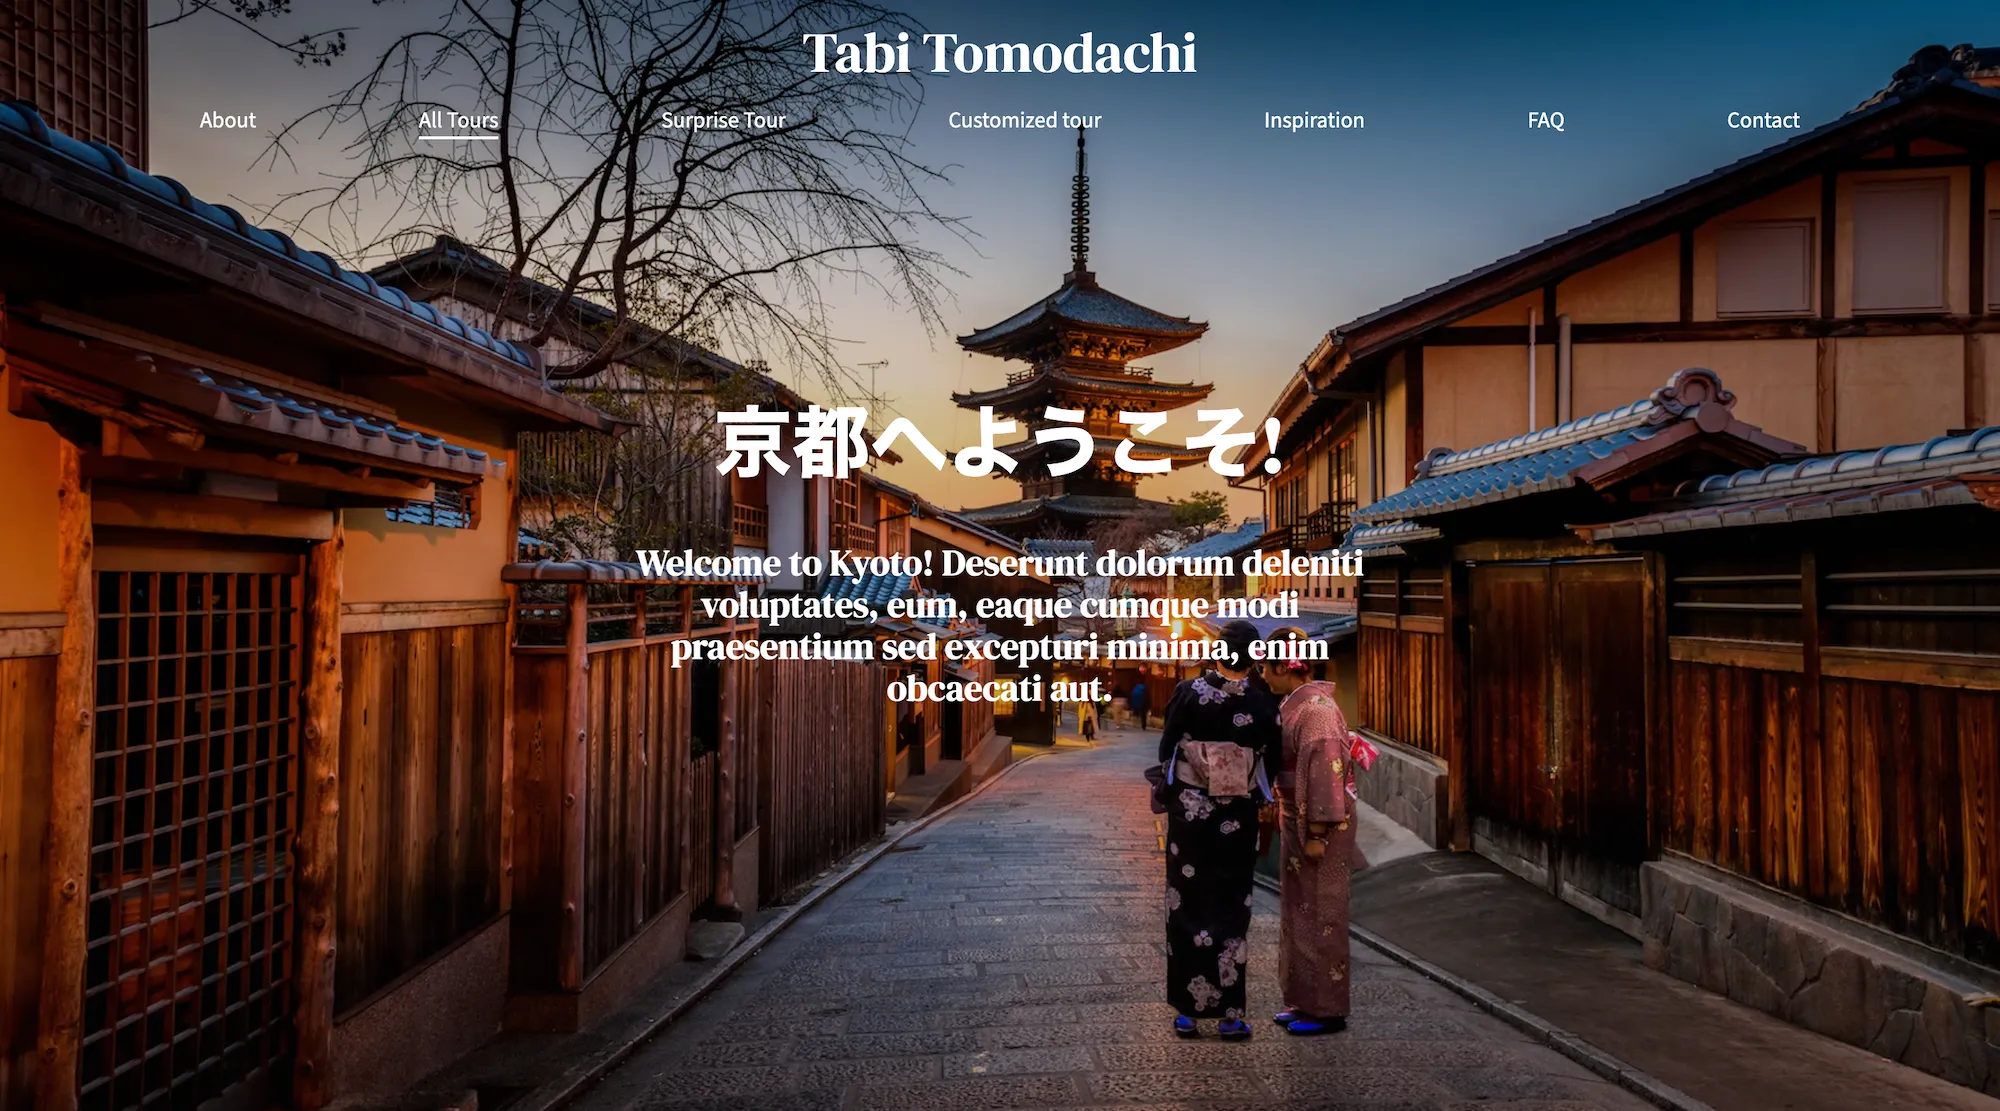 Tabi Tomodachi
About All Tours Surprise Tour Customized tour Inspiration FAQ Contact
京都へようこそ!
Welcome to Kyoto! Deserunt dolorum deleniti
voluptates, eum, eaque cumque modi
praesentium sed excepturi minima, enim
obcaecati aut.